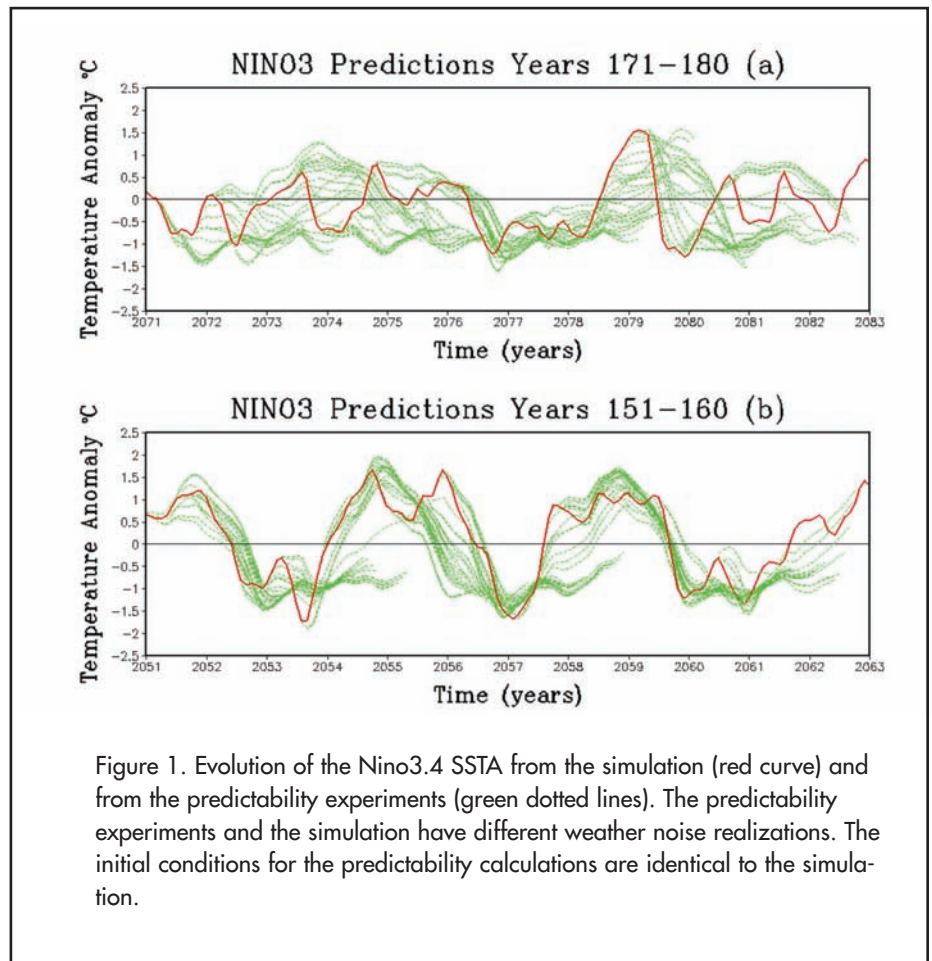 NINO3 Predictions Years 171-180 (a)
Temperature Anomaly °C
2.5
2
1.5
1
0.5
0
-0.5
-1
-1.5
-2
-2.5
2071 2072 2073 2074 2075 2076 2077 2078 2079 2080 2081 2082 2083
Time (years)
NINO3 Predictions Years 151-160 (b)
Temperature Anomaly °C
2.5
2
1.5
1
0.5
0
-0.5
-1
-1.5
-2
-2.5
2051 2052 2053 2054 2055 2056 2057 2058 2059 2060 2061 2062 2063
Time (years)
Figure 1. Evolution of the Nino3.4 SSTA from the simulation (red curve) and
from the predictability experiments (green dotted lines). The predictability
experiments and the simulation have different weather noise realizations. The
initial conditions for the predictability calculations are identical to the simula-
tion.